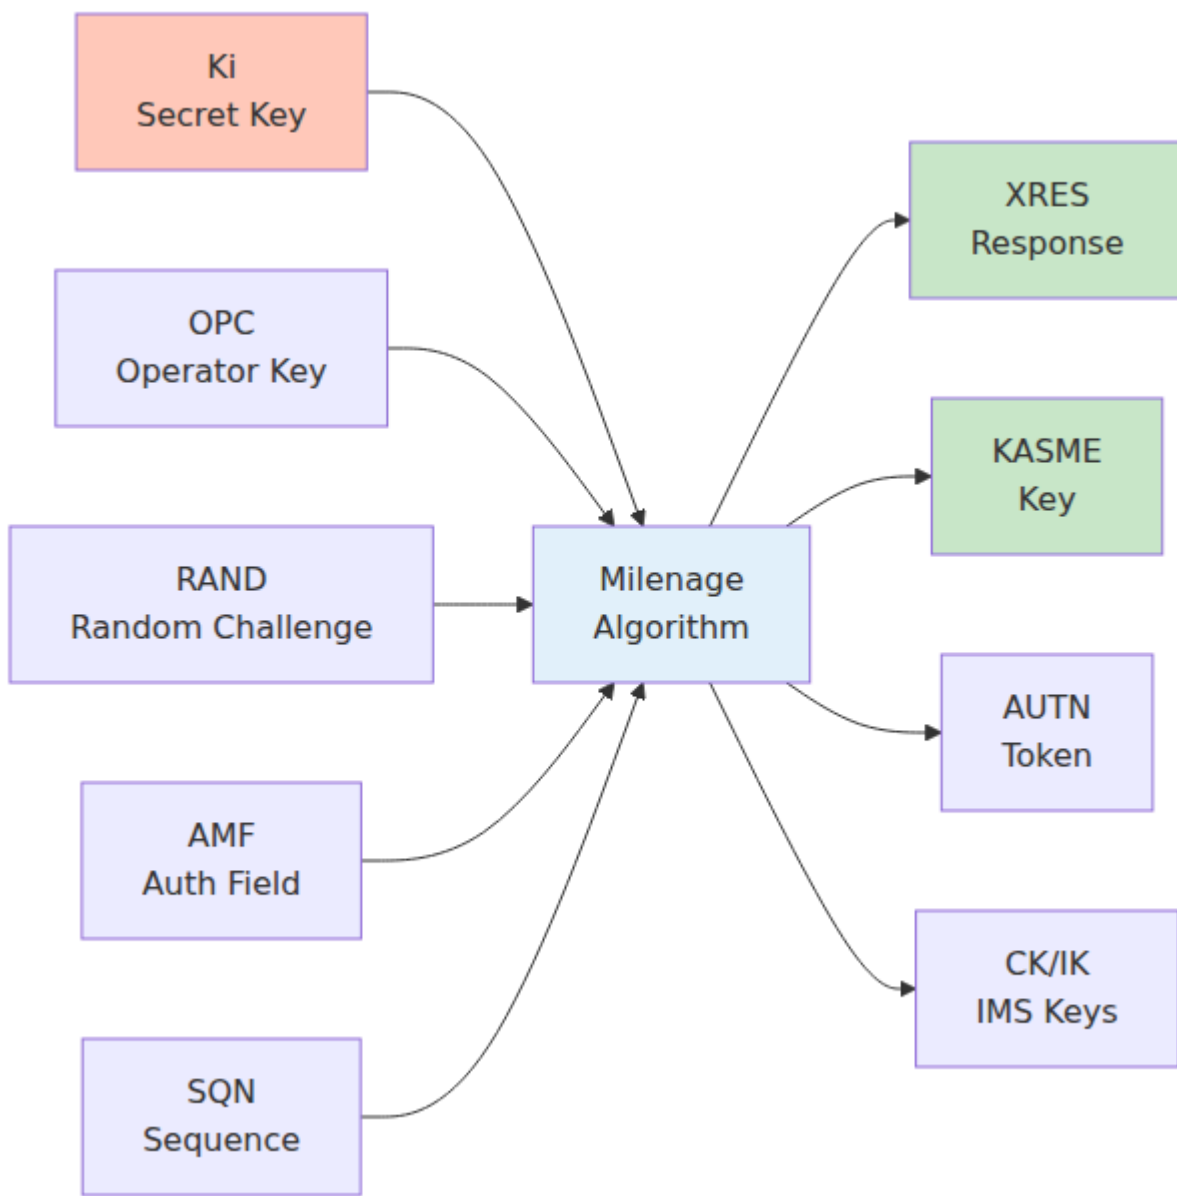 Ki
Secret Key
OPC
Operator Key
RAND
Random Challenge
AMF
Auth Field
SQN
Sequence
Milenage
Algorithm
XRES
Response
KASME
Key
AUTN
Token
CK/IK
IMS Keys